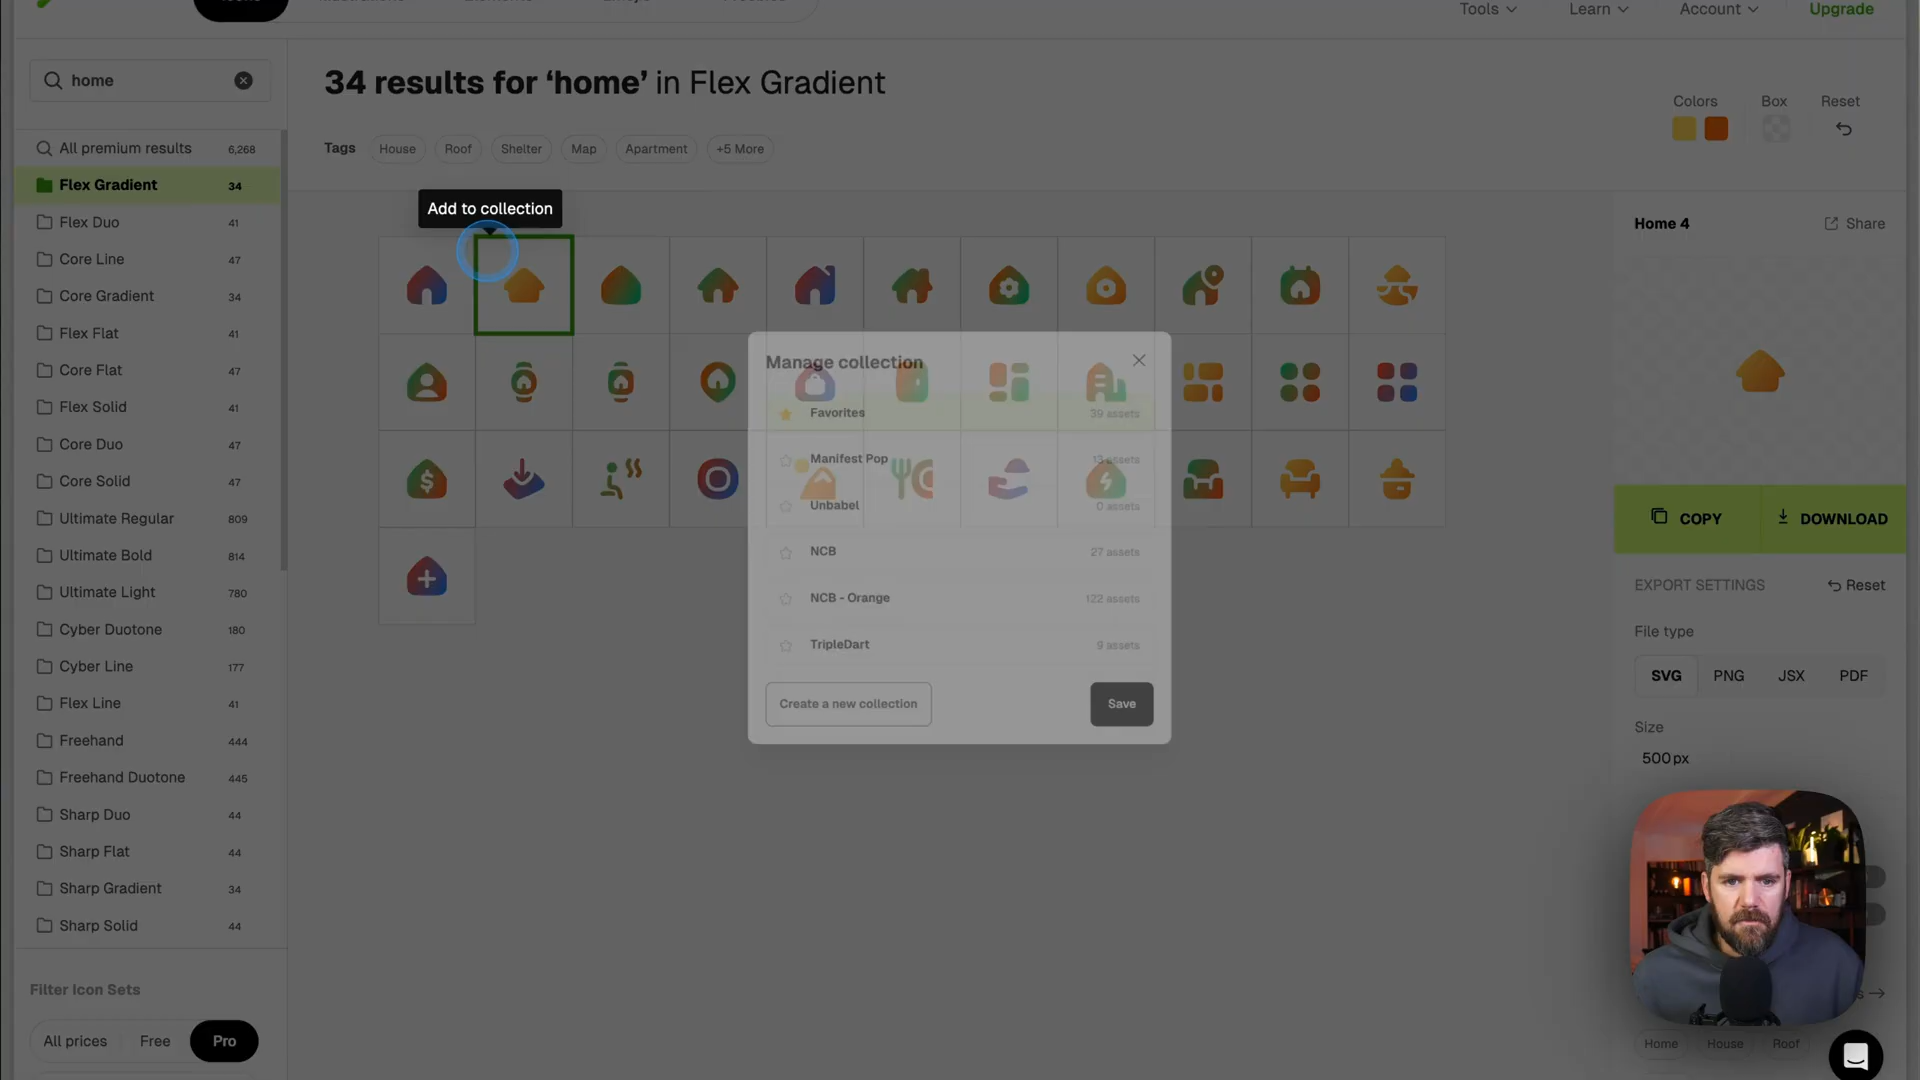 Tools
Learn
Account
Upgrade
home
34 results for ‘home’ in Flex Gradient
Colors
Box
Reset
Tags
House
Roof
Shelter
Map
Apartment
+5 More
All premium results 6,268
Flex Gradient 34
Flex Duo 41
Core Line 47
Core Gradient 34
Flex Flat 41
Core Flat 47
Flex Solid 41
Core Duo 47
Core Solid 47
Ultimate Regular 809
Ultimate Bold 814
Ultimate Light 780
Cyber Duotone 180
Cyber Line 177
Flex Line 41
Freehand 444
Freehand Duotone 445
Sharp Duo 44
Sharp Flat 44
Sharp Gradient 34
Sharp Solid 44
Filter Icon Sets
All prices
Free
Pro
Add to collection
Manage collection
Favorites 39 assets
Manifest Pop 13 assets
Unbabel 0 assets
NCB 27 assets
NCB - Orange 122 assets
TripleDart 9 assets
Create a new collection
Save
Home 4
Share
COPY
DOWNLOAD
EXPORT SETTINGS
Reset
File type
SVG
PNG
JSX
PDF
Size
500px
Home
House
Roof